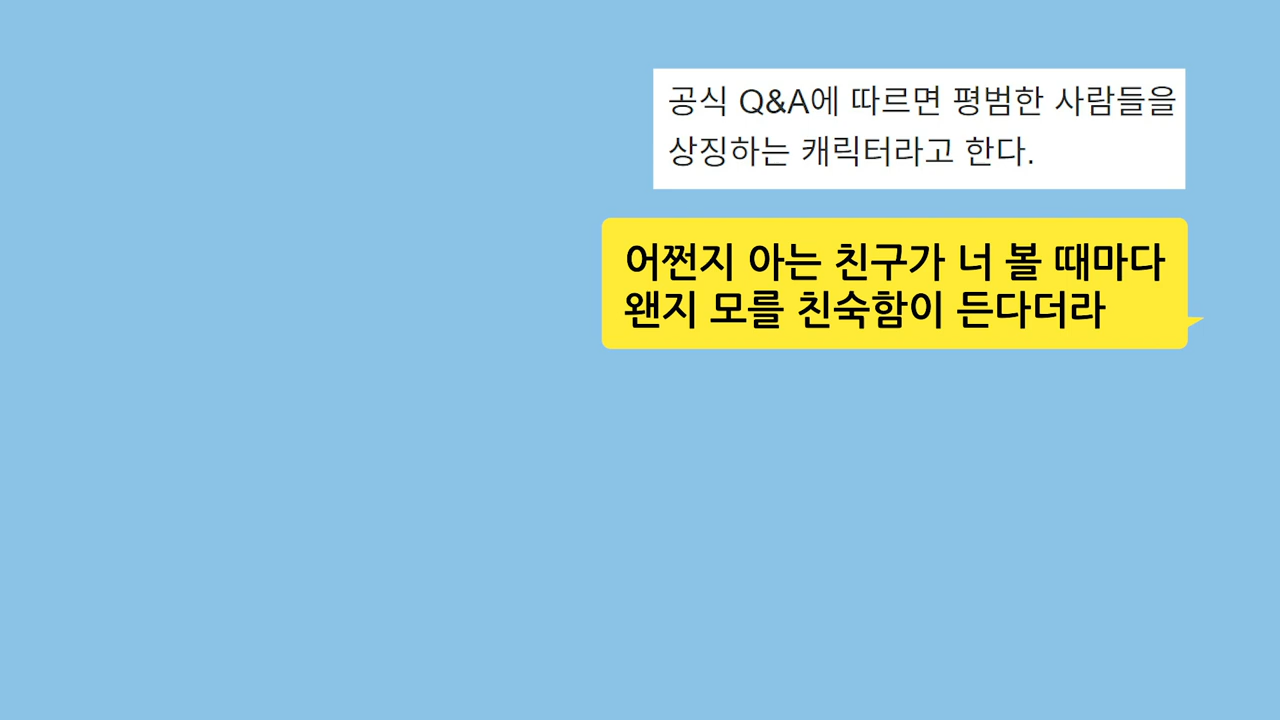 공식 Q&A에 따르면 평범한 사람들을
상징하는 캐릭터라고 한다.
어쩐지 아는 친구가 너 볼 때마다
왠지 모를 친숙함이 든다더라